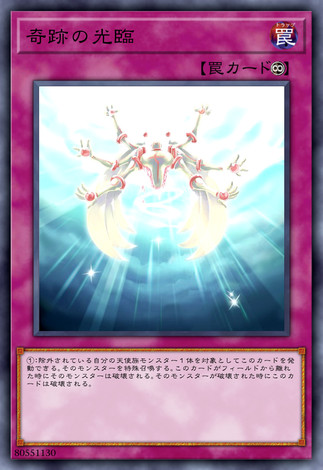 奇跡の光臨
トラップ
罠
【罠カード】
①:除外されている自分の天使族モンスター1体を対象としてこのカードを発
動できる。そのモンスターを特殊召喚する。このカードがフィールドから離れ
た時にそのモンスターは破壊される。そのモンスターが破壊された時にこのカ
ードは破壊される。
80551130